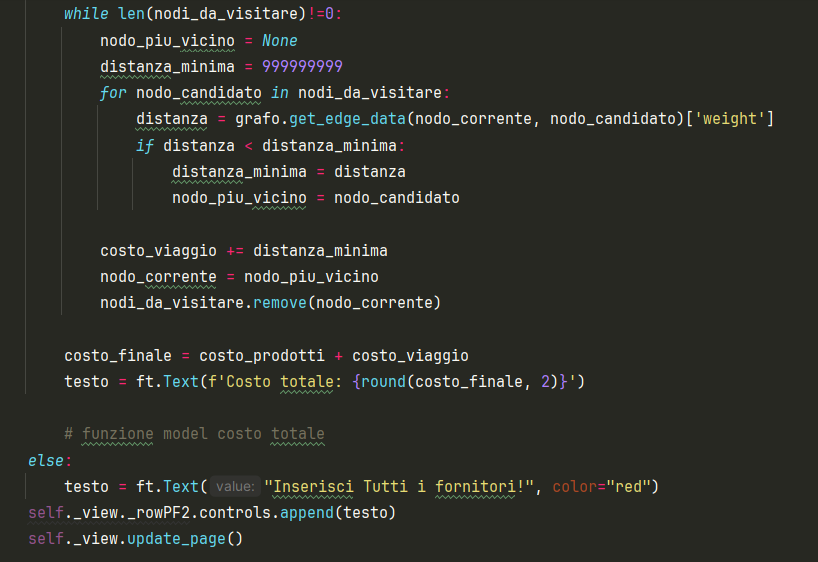 while len(nodi_da_visitare)!=0:
nodo_piu_vicino = None
distanza_minima = 999999999
for nodo_candidato in nodi_da_visitare:
distanza = grafo.get_edge_data(nodo_corrente, nodo_candidato)['weight']
if distanza < distanza_minima:
distanza_minima = distanza
nodo_piu_vicino = nodo_candidato
costo_viaggio += distanza_minima
nodo_corrente = nodo_piu_vicino
nodi_da_visitare.remove(nodo_corrente)
costo_finale = costo_prodotti + costo_viaggio
testo = ft.Text(f'Costo totale: {round(costo_finale, 2)}')
# funzione model costo totale
else:
testo = ft.Text( value: "Inserisci Tutti i fornitori!", color="red")
self._view._rowPF2.controls.append(testo)
self._view.update_page()